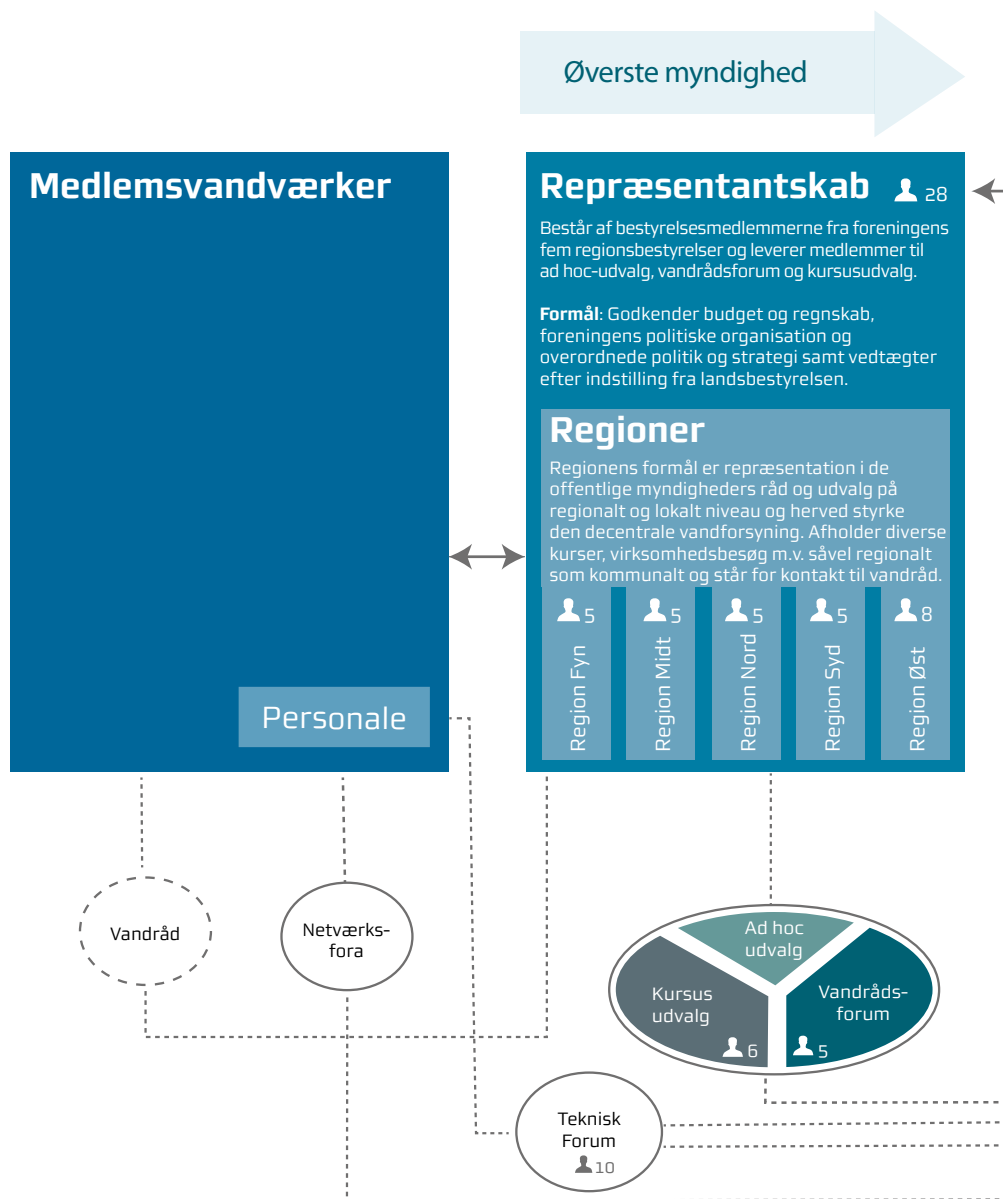 Øverste myndighed
Medlemsvandværker
Personale
Repræsentantskab 28
Består af bestyrelsesmedlemmerne fra foreningens
fem regionsbestyrelser og leverer medlemmer til
ad hoc-udvalg, vandrådsforum og kursusudvalg.
Formål: Godkender budget og regnskab,
foreningens politiske organisation og
overordnede politik og strategi samt vedtægter
efter indstilling fra landsbestyrelsen.
Regioner
Regionens formål er repræsentation i de
offentlige myndigheders råd og udvalg på
regionalt og lokalt niveau og herved styrke
den decentrale vandforsyning. Afholder diverse
kurser, virksomhedsbesøg m.v. såvel regionalt
som kommunalt og står for kontakt til vandråd.
5
Region Fyn
5
Region Midt
5
Region Nord
5
Region Syd
8
Region Øst
Vandråd
Netværks-
fora
Ad hoc
udvalg
Kursus
udvalg
6
Vandråds-
forum
5
Teknisk
Forum
10